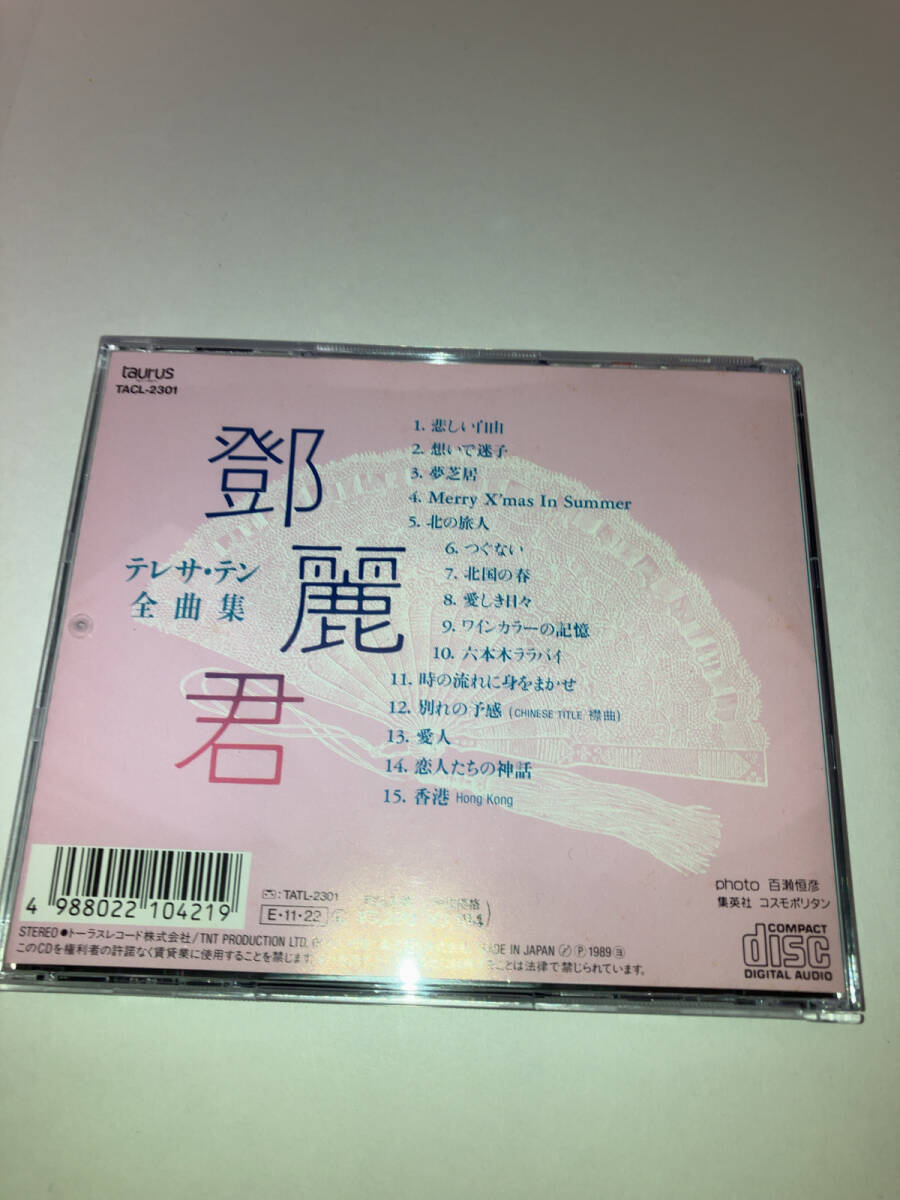 taurus
TACL-2301
鄧麗君
テレサ・テン
全曲集
1. 悲しい自由
2. 想いで迷子
3. 夢芝居
4. Merry X'mas In Summer
5. 北の旅人
6. つぐない
7. 北国の春
8. 愛しき日々
9. ワインカラーの記憶
10. 六本木ララバイ
11. 時の流れに身をまかせ
12. 別れの予感 (CHINESE TITLE 襟曲)
13. 愛人
14. 恋人たちの神話
15. 香港 Hong Kong
photo 百瀬恒彦
集英社 コスモポリタン
4 988022 104219
:TATL-2301
E・11・22
STEREO ●トーラスレコード株式会社/TNT PRODUCTION LTD. MADE IN JAPAN Ⓟ 1989
このCDを権利者の許諾なく賃貸業に使用することを禁じます。 ことは法律で禁じられています。
COMPACT
disc
DIGITAL AUDIO